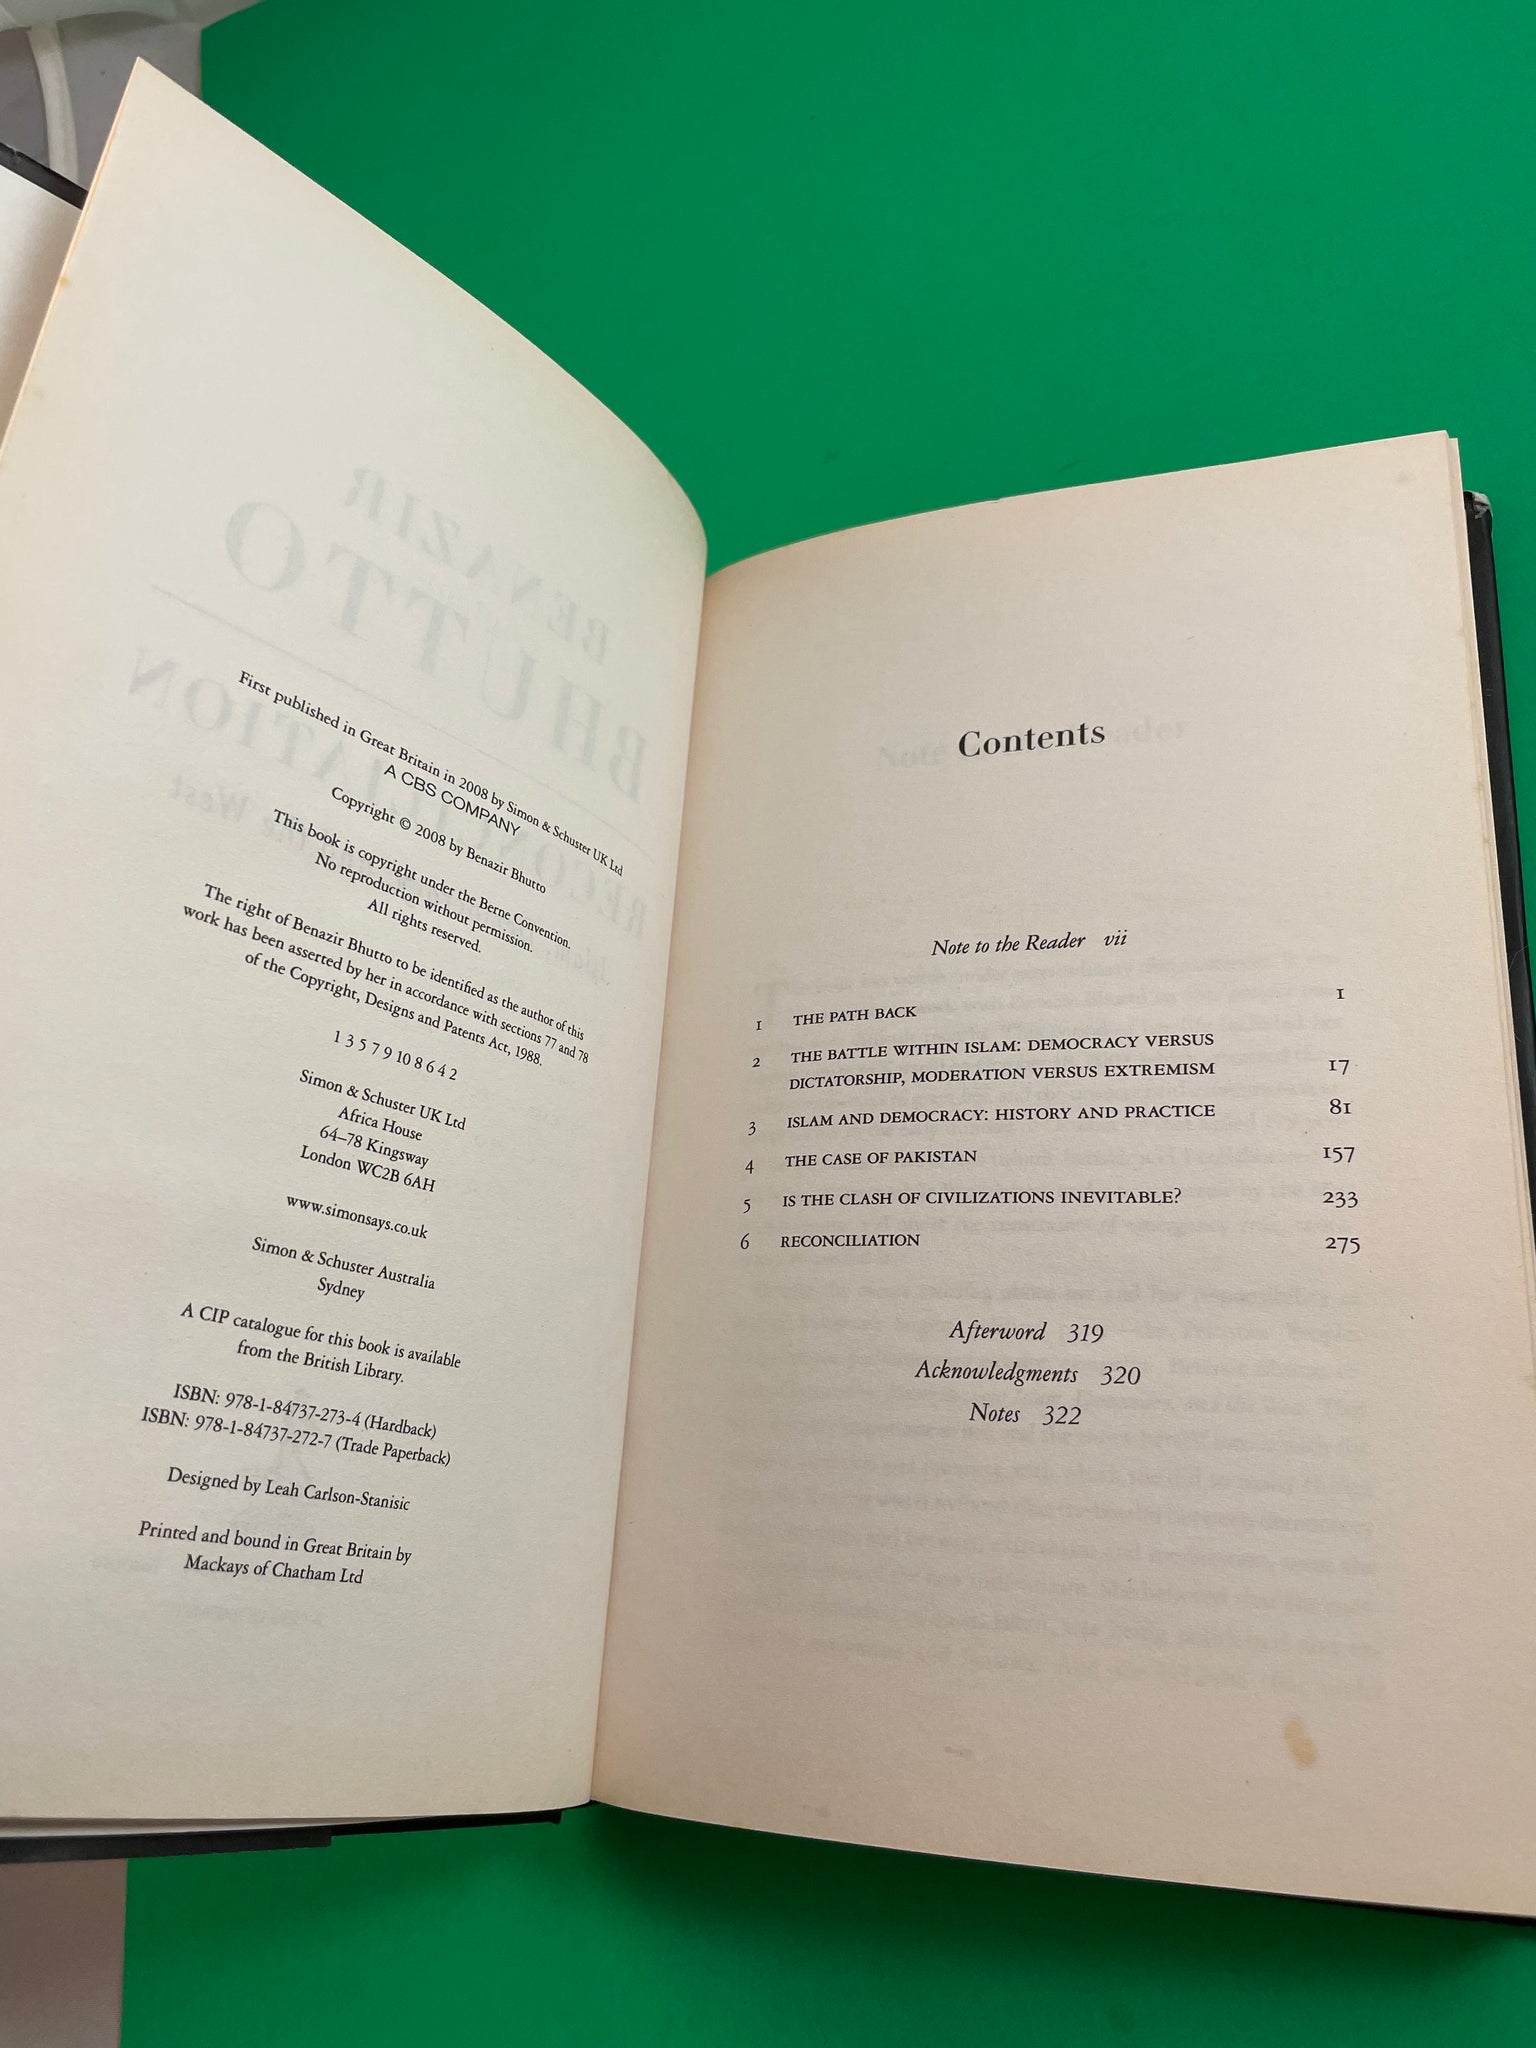 First published in Great Britain in 2008 by Simon & Schuster UK Ltd
A CBS COMPANY
Copyright © 2008 by Benazir Bhutto
This book is copyright under the Berne Convention.
No reproduction without permission.
All rights reserved.
The right of Benazir Bhutto to be identified as the author of this
work has been asserted by her in accordance with sections 77 and 78
of the Copyright, Designs and Patents Act, 1988.
1 3 5 7 9 10 8 6 4 2
Simon & Schuster UK Ltd
Africa House
64–78 Kingsway
London WC2B 6AH
www.simonsays.co.uk
Simon & Schuster Australia
Sydney
A CIP catalogue for this book is available
from the British Library.
ISBN: 978-1-84737-273-4 (Hardback)
ISBN: 978-1-84737-272-7 (Trade Paperback)
Designed by Leah Carlson-Stanisic
Printed and bound in Great Britain by
Mackays of Chatham Ltd
Contents
Note to the Reader vii
1 THE PATH BACK 1
2 THE BATTLE WITHIN ISLAM: DEMOCRACY VERSUS
DICTATORSHIP, MODERATION VERSUS EXTREMISM 17
3 ISLAM AND DEMOCRACY: HISTORY AND PRACTICE 81
4 THE CASE OF PAKISTAN 157
5 IS THE CLASH OF CIVILIZATIONS INEVITABLE? 233
6 RECONCILIATION 275
Afterword 319
Acknowledgments 320
Notes 322